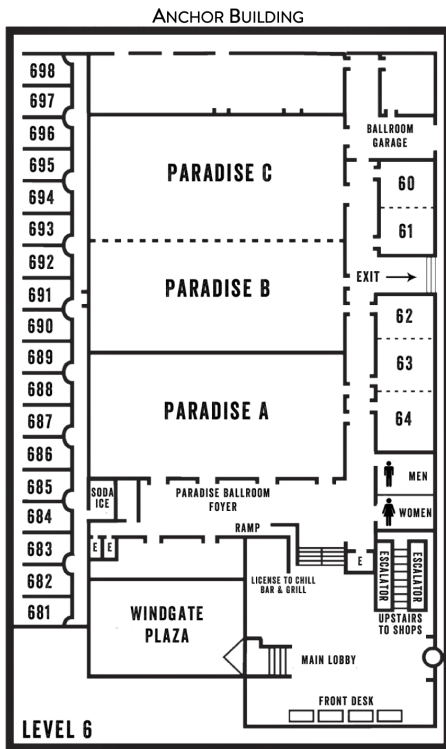 ANCHOR BUILDING
698
697
696
695
694
693
692
691
690
689
688
687
686
685
684
683
682
681
PARADISE C
PARADISE B
PARADISE A
BALLROOM
GARAGE
60
61
EXIT
62
63
64
MEN
WOMEN
SODA
ICE
PARADISE BALLROOM
FOYER
RAMP
E
E
E
LICENSE TO CHILL
BAR & GRILL
ESCALATOR
ESCALATOR
UPSTAIRS
TO SHOPS
WINDGATE
PLAZA
MAIN LOBBY
FRONT DESK
LEVEL 6